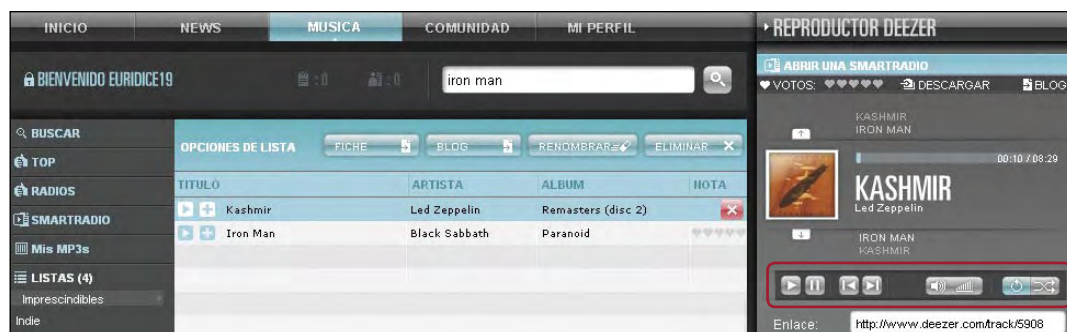 INICIO NEWS MUSICA COMUNIDAD MI PERFIL
BIENVENIDO EURIDICE19 : 0 : 0 iron man
BUSCAR
TOP
RADIOS
SMARTRADIO
Mis MP3s
LISTAS (4)
Imprescindibles
Indie
OPCIONES DE LISTA FICHE BLOG RENOMBRAR ELIMINAR
TITULO ARTISTA ALBUM NOTA
Kashmir Led Zeppelin Remasters (disc 2)
Iron Man Black Sabbath Paranoid
REPRODUCTOR DEEZER
ABRIR UNA SMARTRADIO
VOTOS: DESCARGAR BLOG
KASHMIR
IRON MAN
00:10 / 08:29
KASHMIR
Led Zeppelin
IRON MAN
KASHMIR
Enlace: http://www.deezer.com/track/5908